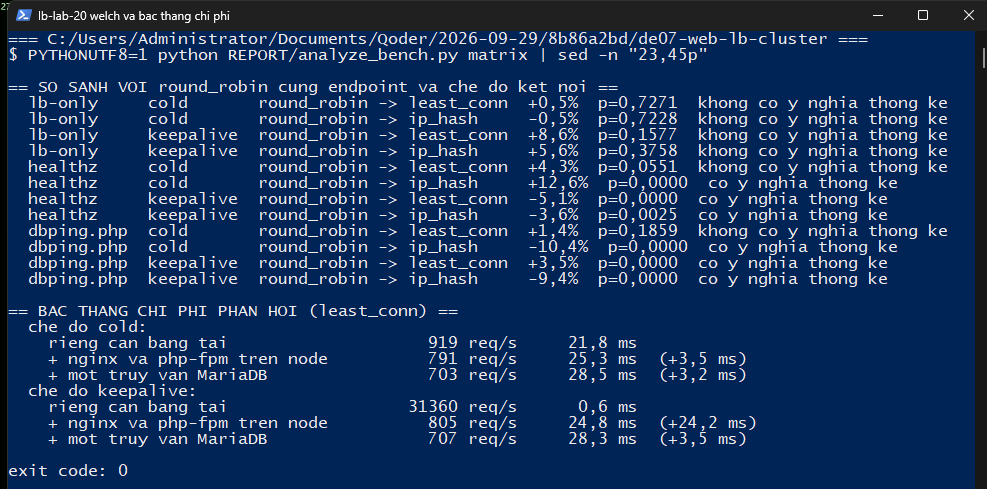 27
lb-lab-20 welch va bac thang chi phi
=== C:/Users/Administrator/Documents/Qoder/2026-09-29/8b86a2bd/de07-web-lb-cluster ===
$ PYTHONUTF8=1 python REPORT/analyze_bench.py matrix | sed -n "23,45p"
== SO SANH VOI round_robin cung endpoint va che do ket noi ==
lb-only cold round_robin -> least_conn +0,5% p=0,7271 khong co y nghia thong ke
lb-only cold round_robin -> ip_hash -0,5% p=0,7228 khong co y nghia thong ke
lb-only keepalive round_robin -> least_conn +8,6% p=0,1577 khong co y nghia thong ke
lb-only keepalive round_robin -> ip_hash +5,6% p=0,3758 khong co y nghia thong ke
healthz cold round_robin -> least_conn +4,3% p=0,0551 khong co y nghia thong ke
healthz cold round_robin -> ip_hash +12,6% p=0,0000 co y nghia thong ke
healthz keepalive round_robin -> least_conn -5,1% p=0,0000 co y nghia thong ke
healthz keepalive round_robin -> ip_hash -3,6% p=0,0025 co y nghia thong ke
dbping.php cold round_robin -> least_conn +1,4% p=0,1859 khong co y nghia thong ke
dbping.php cold round_robin -> ip_hash -10,4% p=0,0000 co y nghia thong ke
dbping.php keepalive round_robin -> least_conn +3,5% p=0,0000 co y nghia thong ke
dbping.php keepalive round_robin -> ip_hash -9,4% p=0,0000 co y nghia thong ke
== BAC THANG CHI PHI PHAN HOI (least_conn) ==
che do cold:
rieng can bang tai 919 req/s 21,8 ms
+ nginx va php-fpm tren node 791 req/s 25,3 ms (+3,5 ms)
+ mot truy van MariaDB 703 req/s 28,5 ms (+3,2 ms)
che do keepalive:
rieng can bang tai 31360 req/s 0,6 ms
+ nginx va php-fpm tren node 805 req/s 24,8 ms (+24,2 ms)
+ mot truy van MariaDB 707 req/s 28,3 ms (+3,5 ms)
exit code: 0